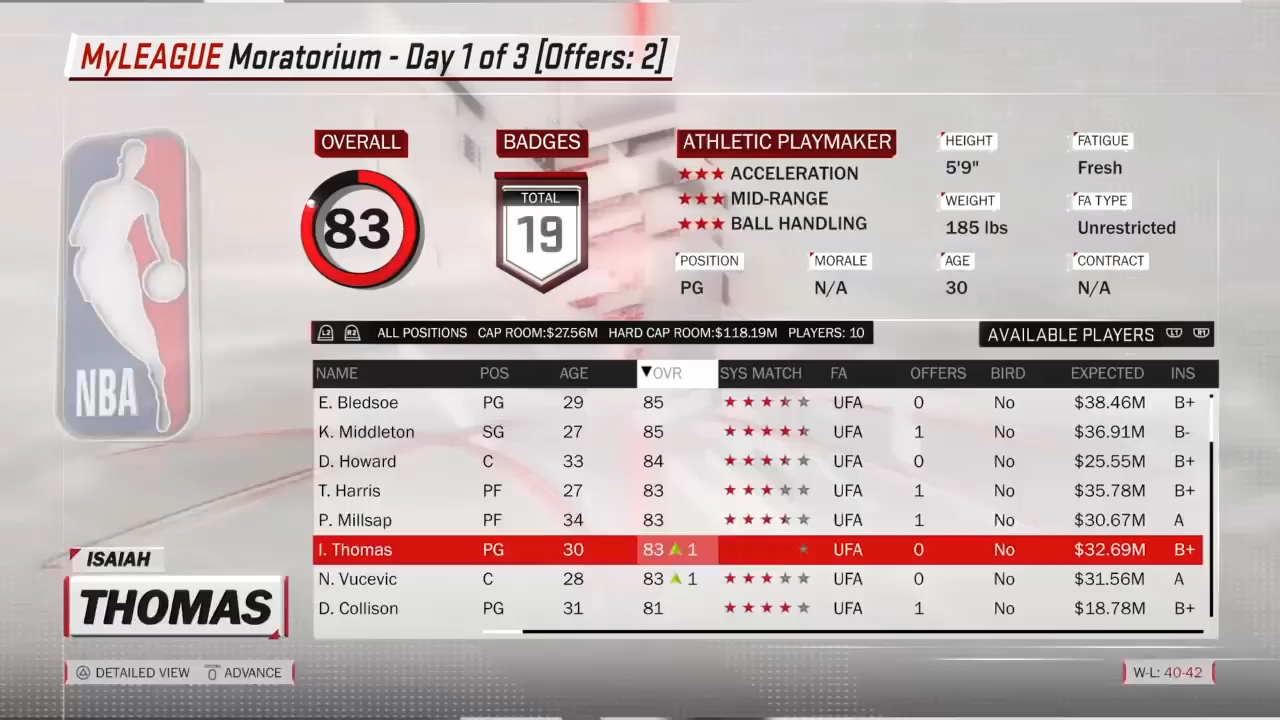 MyLEAGUE Moratorium - Day 1 of 3 [Offers: 2]
OVERALL
83
BADGES
TOTAL
19
ATHLETIC PLAYMAKER
★★★ ACCELERATION
★★★ MID-RANGE
★★★ BALL HANDLING
POSITION
PG
MORALE
N/A
HEIGHT
5'9"
WEIGHT
185 lbs
AGE
30
FATIGUE
Fresh
FA TYPE
Unrestricted
CONTRACT
N/A
NBA
ISAIAH
THOMAS
L2 R2 ALL POSITIONS CAP ROOM:$27.56M HARD CAP ROOM:$118.19M PLAYERS: 10
AVAILABLE PLAYERS L1 R1
NAME POS AGE ▼OVR SYS MATCH FA OFFERS BIRD EXPECTED INS
E. Bledsoe PG 29 85 UFA 0 No $38.46M B+
K. Middleton SG 27 85 UFA 1 No $36.91M B-
D. Howard C 33 84 UFA 0 No $25.55M B+
T. Harris PF 27 83 UFA 1 No $35.78M B+
P. Millsap PF 34 83 UFA 1 No $30.67M A
I. Thomas PG 30 83 ▲ 1 UFA 0 No $32.69M B+
N. Vucevic C 28 83 ▲ 1 UFA 0 No $31.56M A
D. Collison PG 31 81 UFA 1 No $18.78M B+
DETAILED VIEW OPTIONS ADVANCE
W-L: 40-42